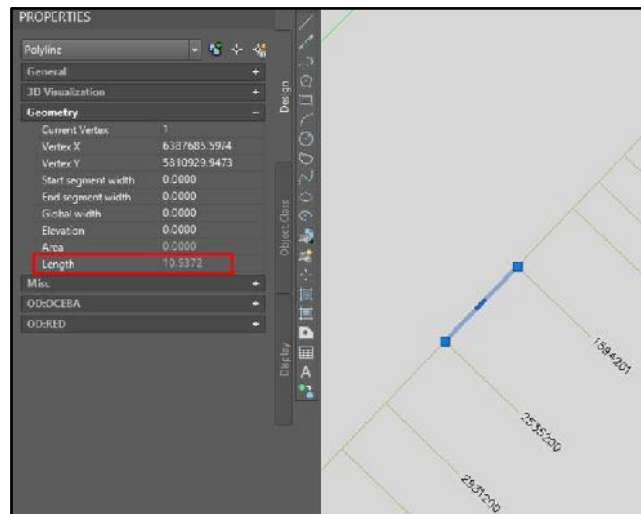 PROPERTIES
Polyline
General
3D Visualization
Geometry
Current Vertex 1
Vertex X 6387685.5974
Vertex Y 5810929.9473
Start segment width 0.0000
End segment width 0.0000
Global width 0.0000
Elevation 0.0000
Area 0.0000
Length 10.5372
Misc
OD:OCEBA
OD:RED
Design
Object Class
Display
1594201
2535200
2931200